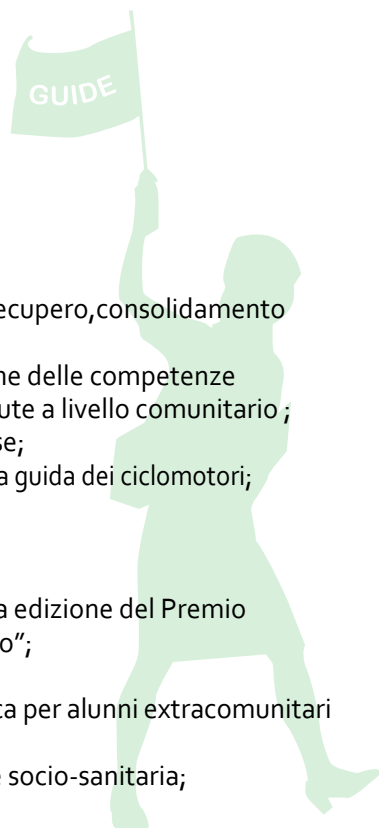 GUIDE
ecupero,consolidamento
ne delle competenze
ute a livello comunitario ;
se;
a guida dei ciclomotori;
a edizione del Premio
o”;
ca per alunni extracomunitari
e socio-sanitaria;